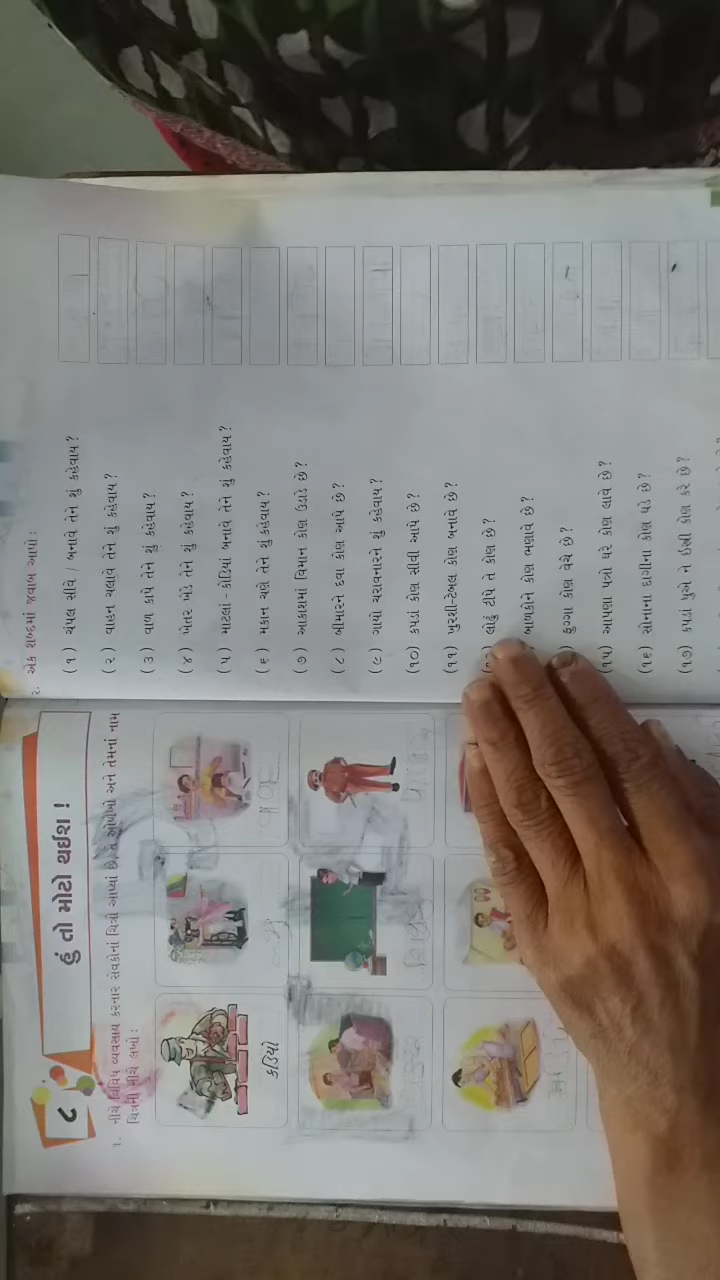 ૮
હું તો મોટો થઈશ !
૧. નીચે વિવિધ વ્યવસાય કરનાર સેવકોનાં ચિત્રો આપ્યાં છે, તે ઓળખો અને તેમનાં નામ
ચિત્રની નીચે લખો :
કડિયો
૨. એક શબ્દમાં જવાબ આપો :
(૧) ચંપલ સીવે / બનાવે તેને શું કહેવાય ?
(૨) વાહન ચલાવે તેને શું કહેવાય ?
(૩) વાળ કાપે તેને શું કહેવાય ?
(૪) ખેતર ખેડે તેને શું કહેવાય ?
(૫) માટલાં - કોડિયાં બનાવે તેને શું કહેવાય ?
(૬) મકાન ચણે તેને શું કહેવાય ?
(૭) આકાશમાં વિમાન કોણ ઉડાડે છે ?
(૮) બીમારને દવા કોણ આપે છે ?
(૯) ગાયો ચરાવનારને શું કહેવાય ?
(૧૦) કપડાં કોણ સીવી આપે છે ?
(૧૧) ખુરશી-ટેબલ કોણ બનાવે છે ?
લોઢું ટીપે તે કોણ છે ?
બાળકોને કોણ ભણાવે છે ?
ફુગ્ગા કોણ વેચે છે ?
(૧૫) આપણા પત્રો ઘરે કોણ લાવે છે ?
(૧૬) સોનાના દાગીના કોણ ઘડે છે ?
(૧૭) કપડાં ધુએ ને ઈસ્ત્રી કોણ કરે છે ?